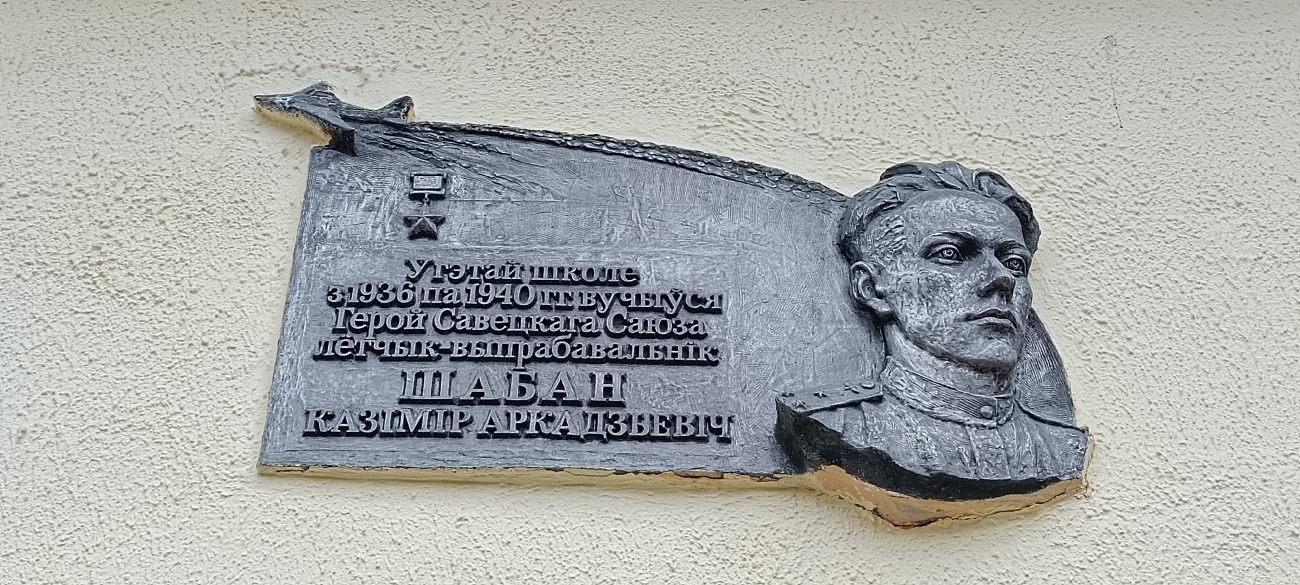 У гэтай школе
з 1936 па 1940 гг. вучыўся
Герой Савецкага Саюза
лётчык-выпрабавальнік
ШАБАН
КАЗІМІР АРКАДЗЬЕВІЧ